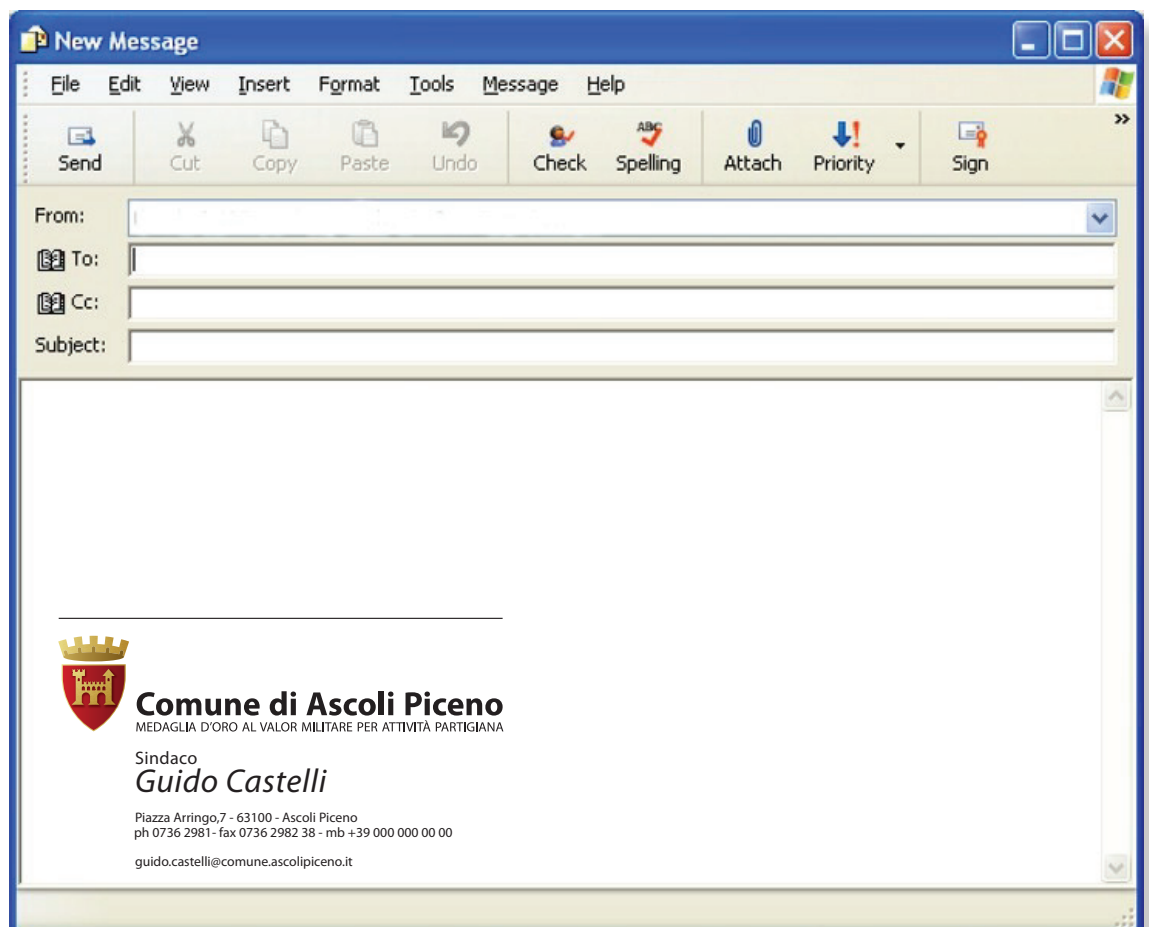 New Message
File Edit View Insert Format Tools Message Help
Send Cut Copy Paste Undo Check Spelling Attach Priority Sign
From:
To:
Cc:
Subject:
Comune di Ascoli Piceno
MEDAGLIA D'ORO AL VALOR MILITARE PER ATTIVITÀ PARTIGIANA
Sindaco
Guido Castelli
Piazza Arringo,7 - 63100 - Ascoli Piceno
ph 0736 2981- fax 0736 2982 38 - mb +39 000 000 00 00
guido.castelli@comune.ascolipiceno.it